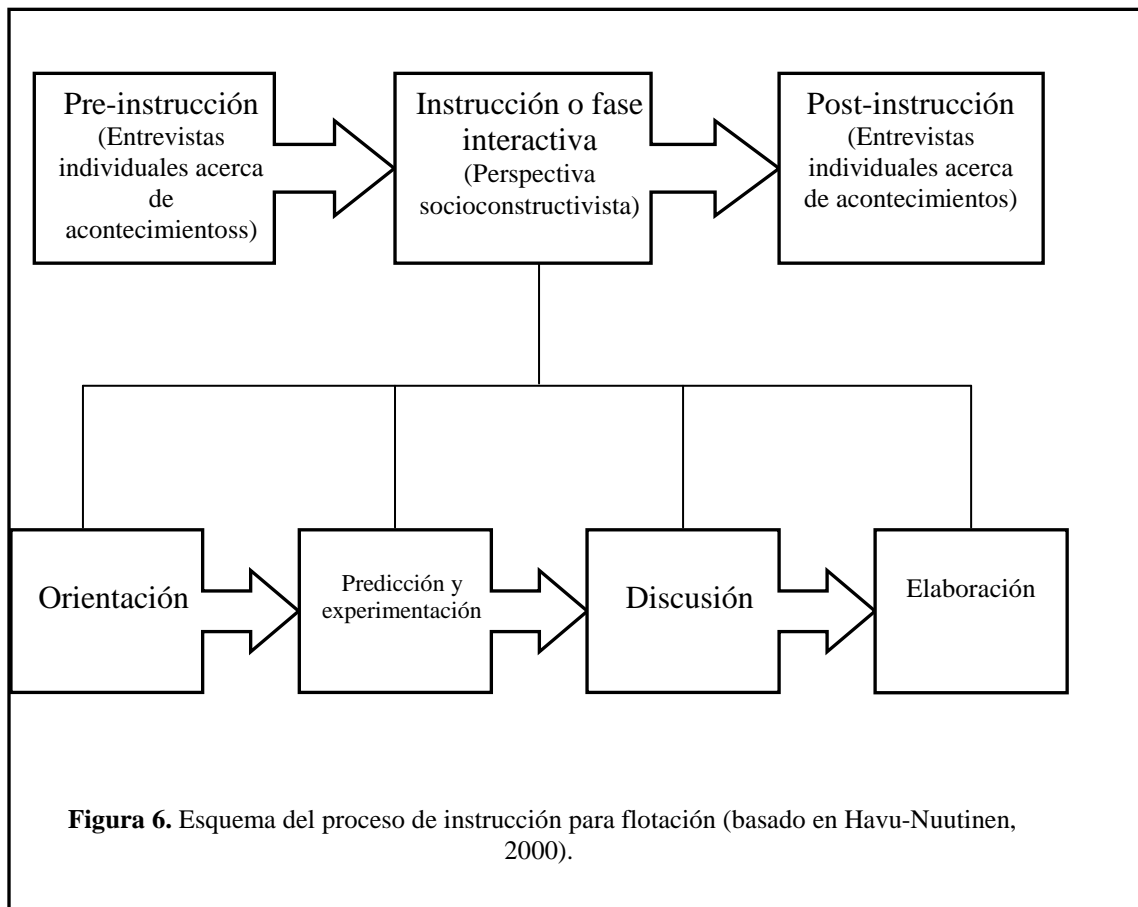 Pre-instrucción
(Entrevistas
individuales acerca
de
acontecimientoss)
Instrucción o fase
interactiva
(Perspectiva
socioconstructivista)
Post-instrucción
(Entrevistas
individuales acerca
de acontecimientos)
Orientación
Predicción y
experimentación
Discusión
Elaboración
Figura 6. Esquema del proceso de instrucción para flotación (basado en Havu-Nuutinen,
2000).